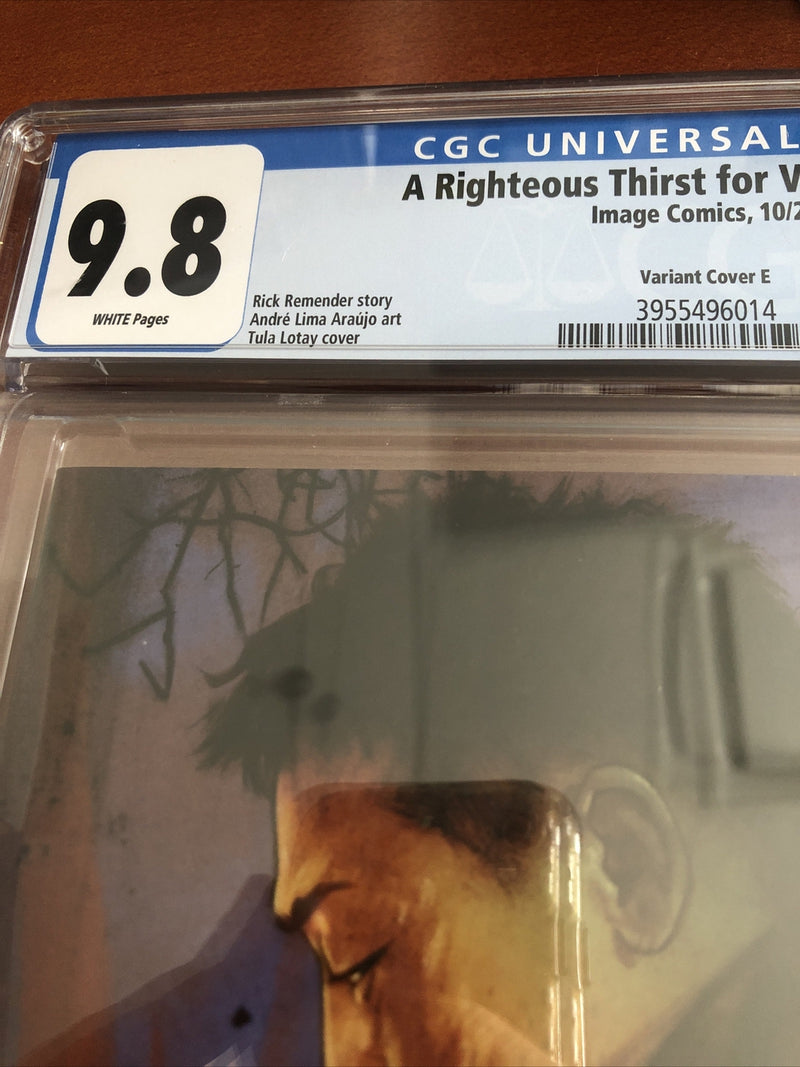 CGC UNIVERSAL
A Righteous Thirst for V
Image Comics, 10/2
9.8
WHITE Pages
Variant Cover E
Rick Remender story
André Lima Araújo art
Tula Lotay cover
3955496014